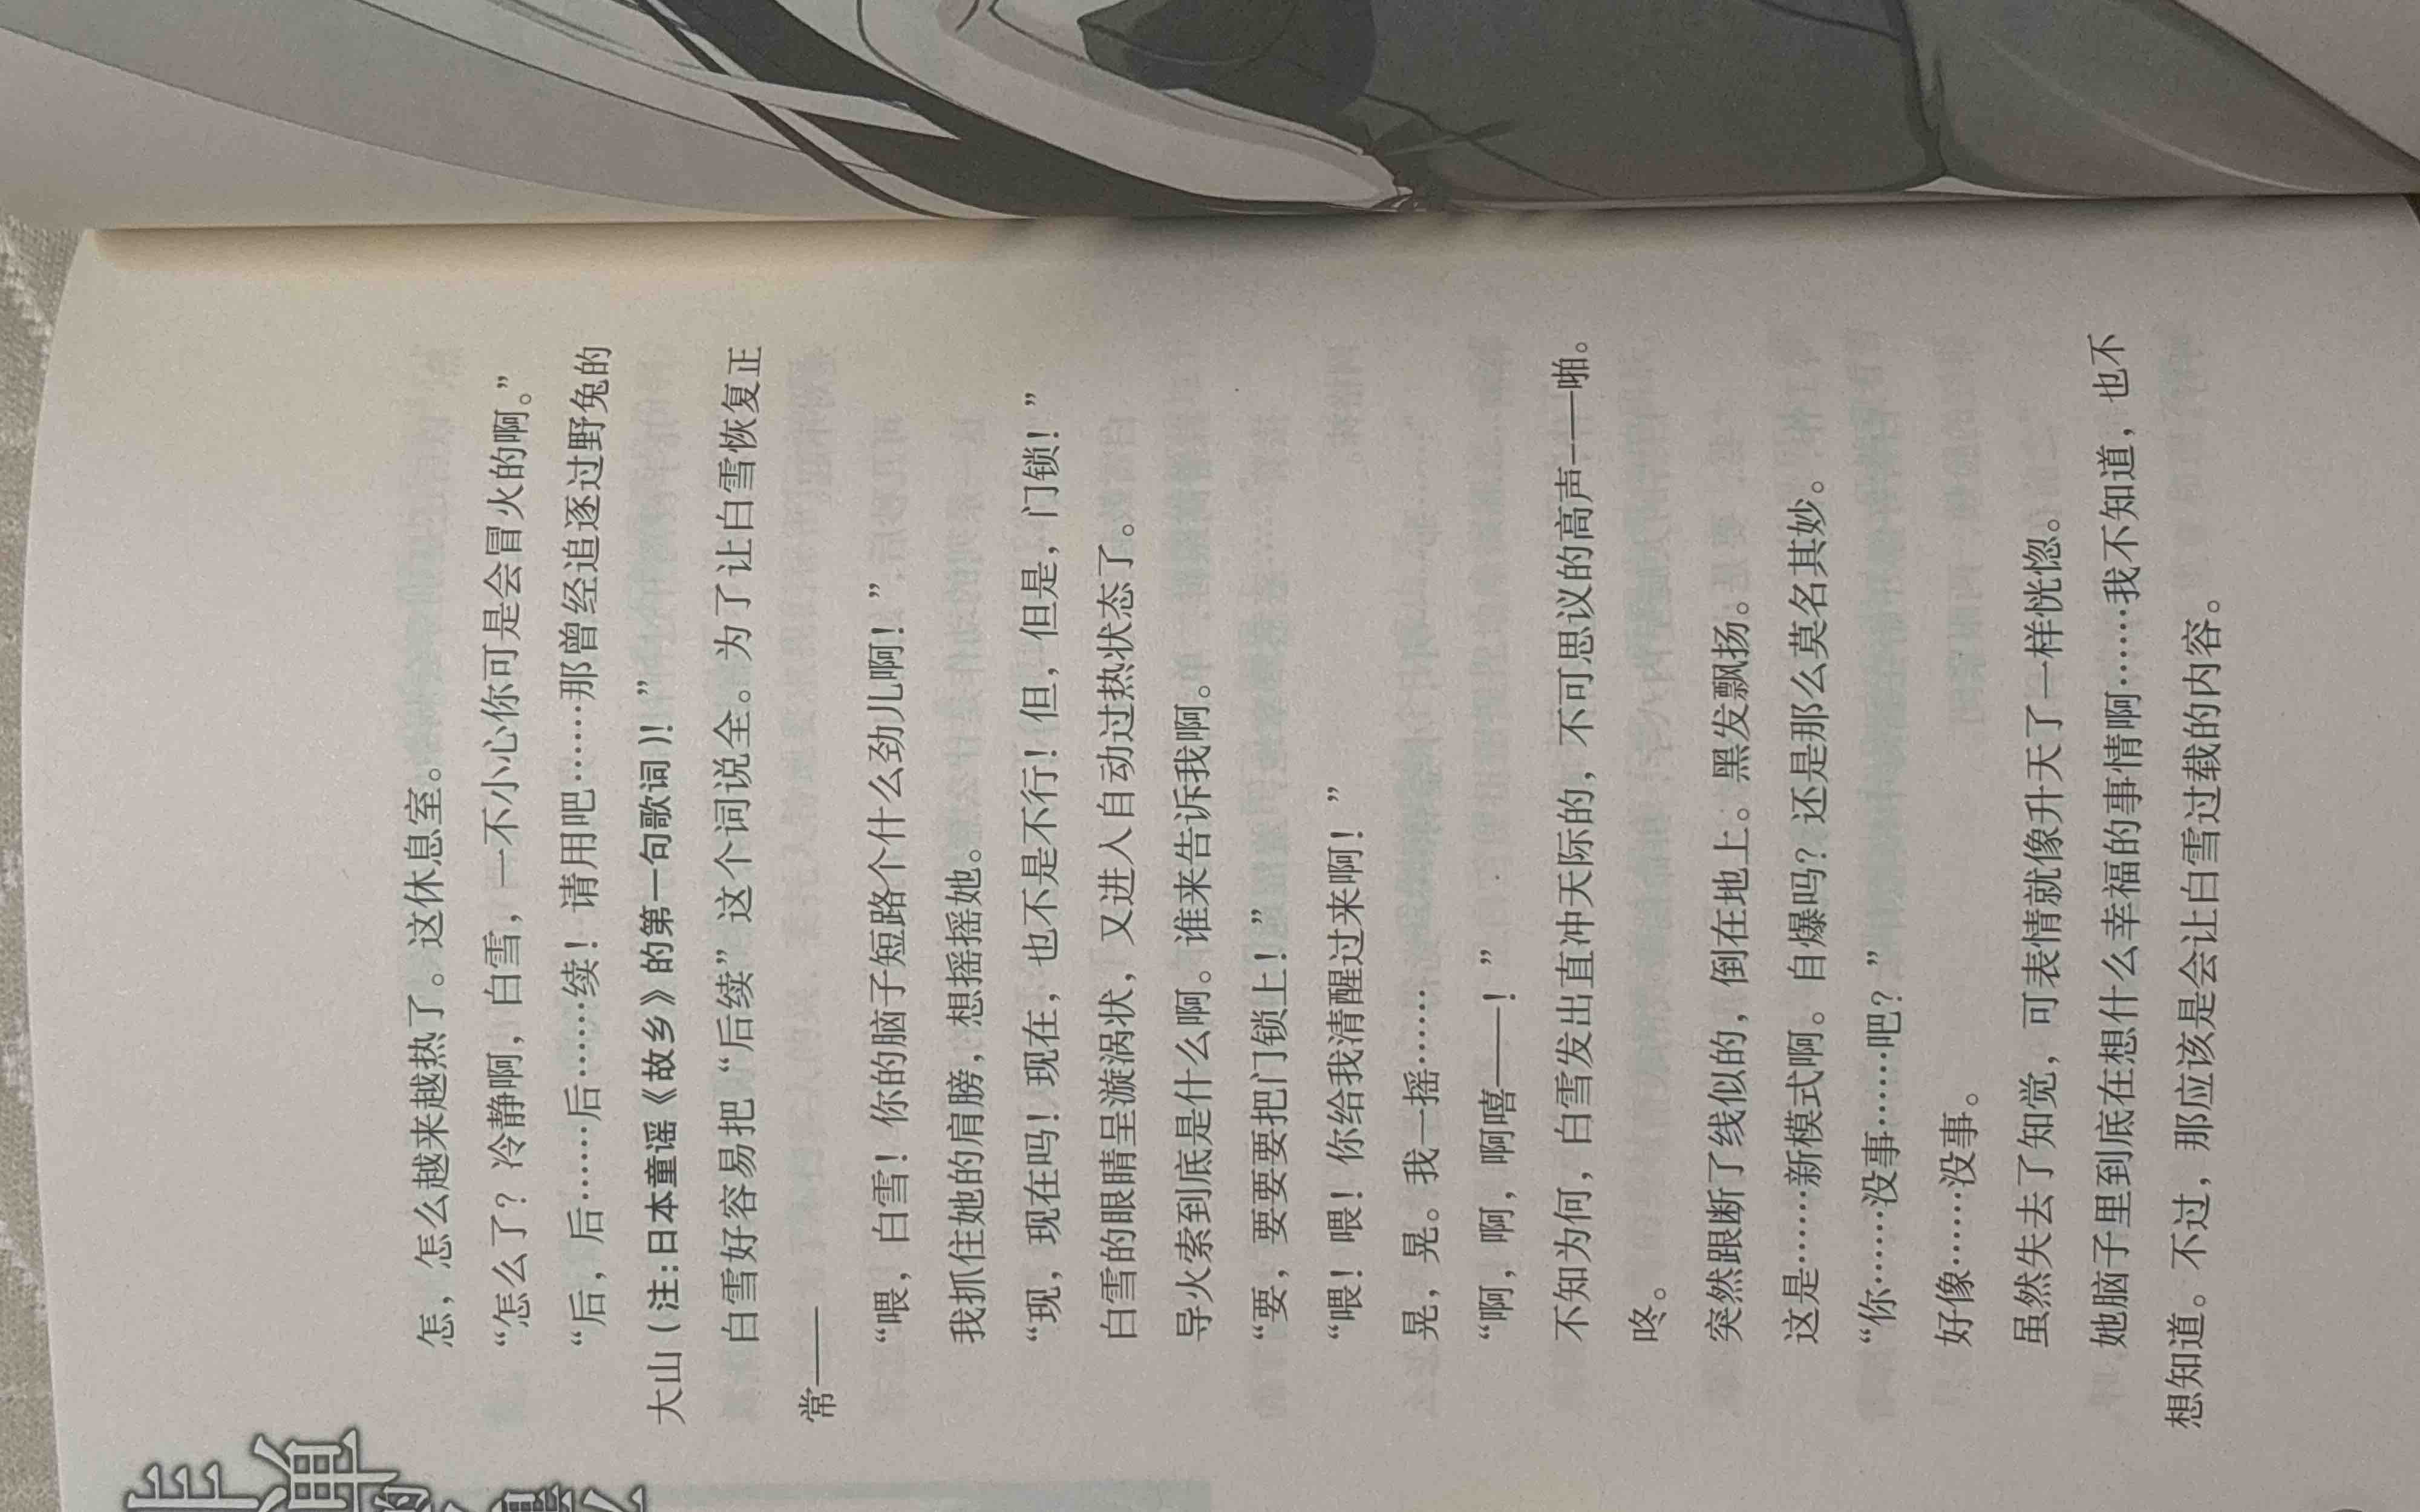 怎，怎么越来越热了。这休息室。
“怎么了？冷静啊，白雪，一不小心你可是会冒火的啊。”
“后，后……后……续！请用吧……那曾经追逐过野兔的
大山（注：日本童谣《故乡》的第一句歌词）！”
白雪好容易把“后续”这个词说全。为了让白雪恢复正
常——
“喂，白雪！你的脑子短路个什么劲儿啊！”
我抓住她的肩膀，想摇摇她。
“现，现在吗！现在，也不是不行！但，但是，门锁！”
白雪的眼睛呈漩涡状，又进入自动过热状态了。
导火索到底是什么啊。谁来告诉我啊。
“要，要要要把门锁上！”
“喂！喂！你给我清醒过来啊！”
晃，晃。我一摇……
“啊，啊，啊嘻——！”
不知为何，白雪发出直冲天际的，不可思议的高声——啪。
咚。
突然跟断了线似的，倒在地上。黑发飘扬。
这是……新模式啊。自爆吗？还是那么莫名其妙。
“你……没事……吧？”
好像……没事。
虽然失去了知觉，可表情就像升天了一样恍惚。
她脑子里到底在想什么幸福的事情啊……我不知道，也不
想知道。不过，那应该是会让白雪过载的内容。